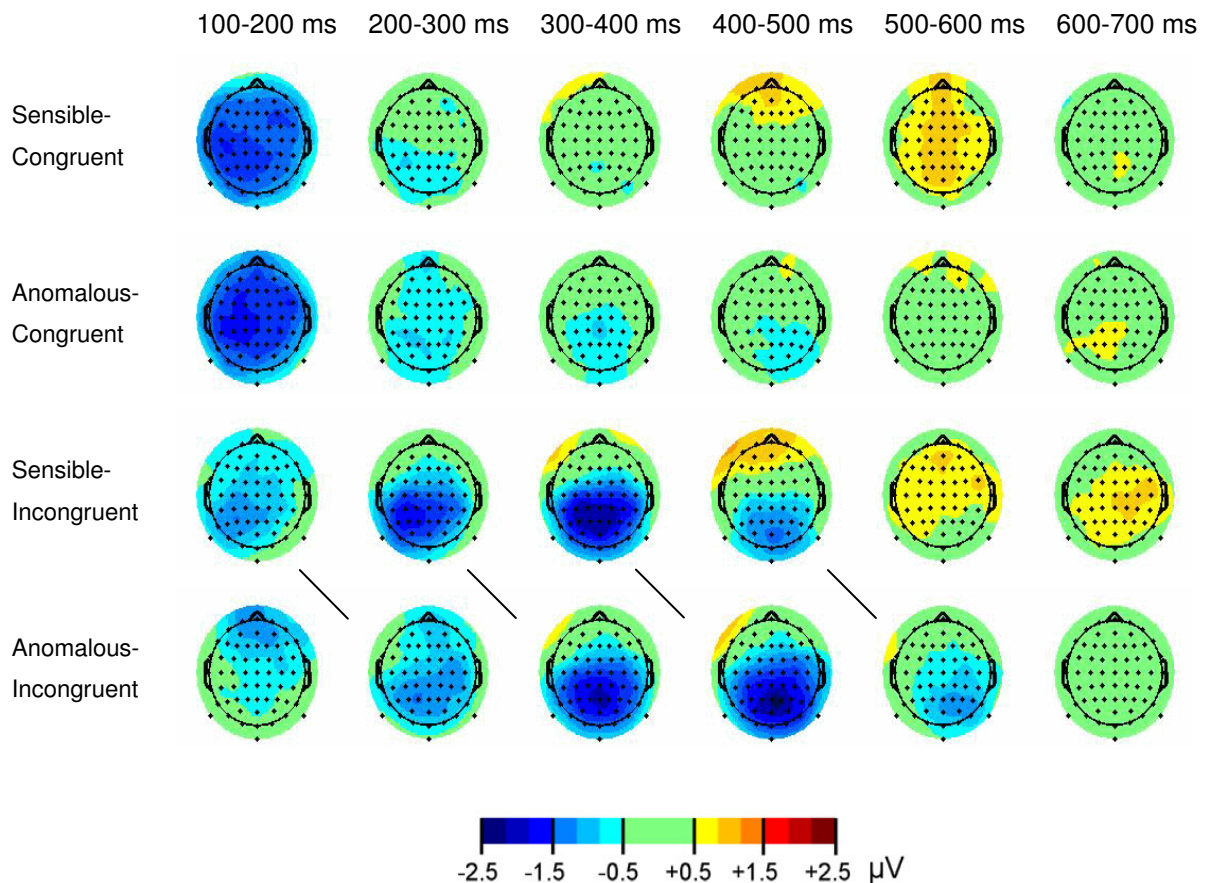 100-200 ms 200-300 ms 300-400 ms 400-500 ms 500-600 ms 600-700 ms
Sensible-
Congruent
Anomalous-
Congruent
Sensible-
Incongruent
Anomalous-
Incongruent
-2.5 -1.5 -0.5 +0.5 +1.5 +2.5 µV